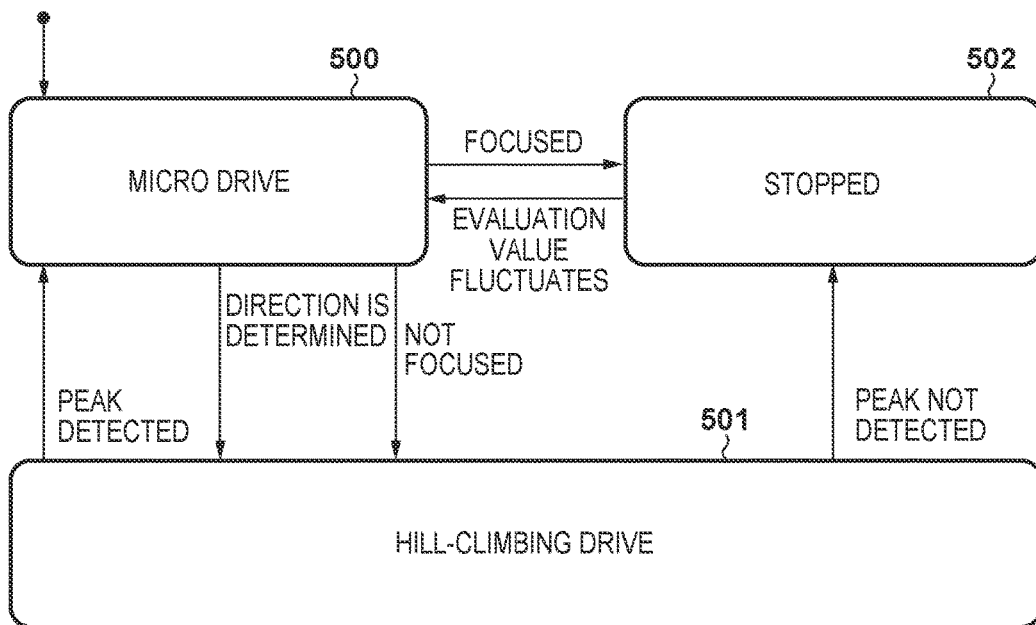 500
502
MICRO DRIVE
FOCUSED
STOPPED
EVALUATION
VALUE
FLUCTUATES
DIRECTION IS
DETERMINED
NOT
FOCUSED
PEAK
DETECTED
501
PEAK NOT
DETECTED
HILL-CLIMBING DRIVE